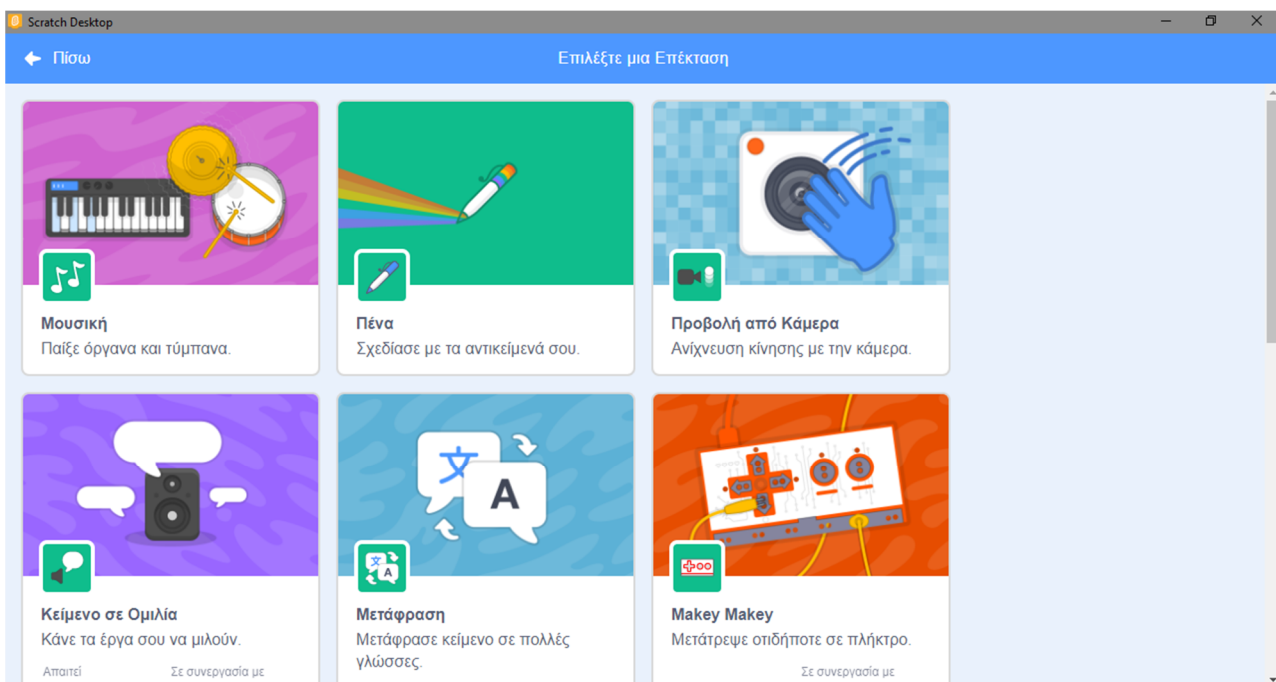 Scratch Desktop
Πίσω
Επιλέξτε μια Επέκταση
Μουσική
Παίξε όργανα και τύμπανα.
Πένα
Σχεδίασε με τα αντικείμενά σου.
Προβολή από Κάμερα
Ανίχνευση κίνησης με την κάμερα.
文
A
文
A
Κείμενο σε Ομιλία
Κάνε τα έργα σου να μιλούν.
Απαιτεί
Σε συνεργασία με
Μετάφραση
Μετάφρασε κείμενο σε πολλές
γλώσσες.
Makey Makey
Μετάτρεψε οτιδήποτε σε πλήκτρο.
Σε συνεργασία με